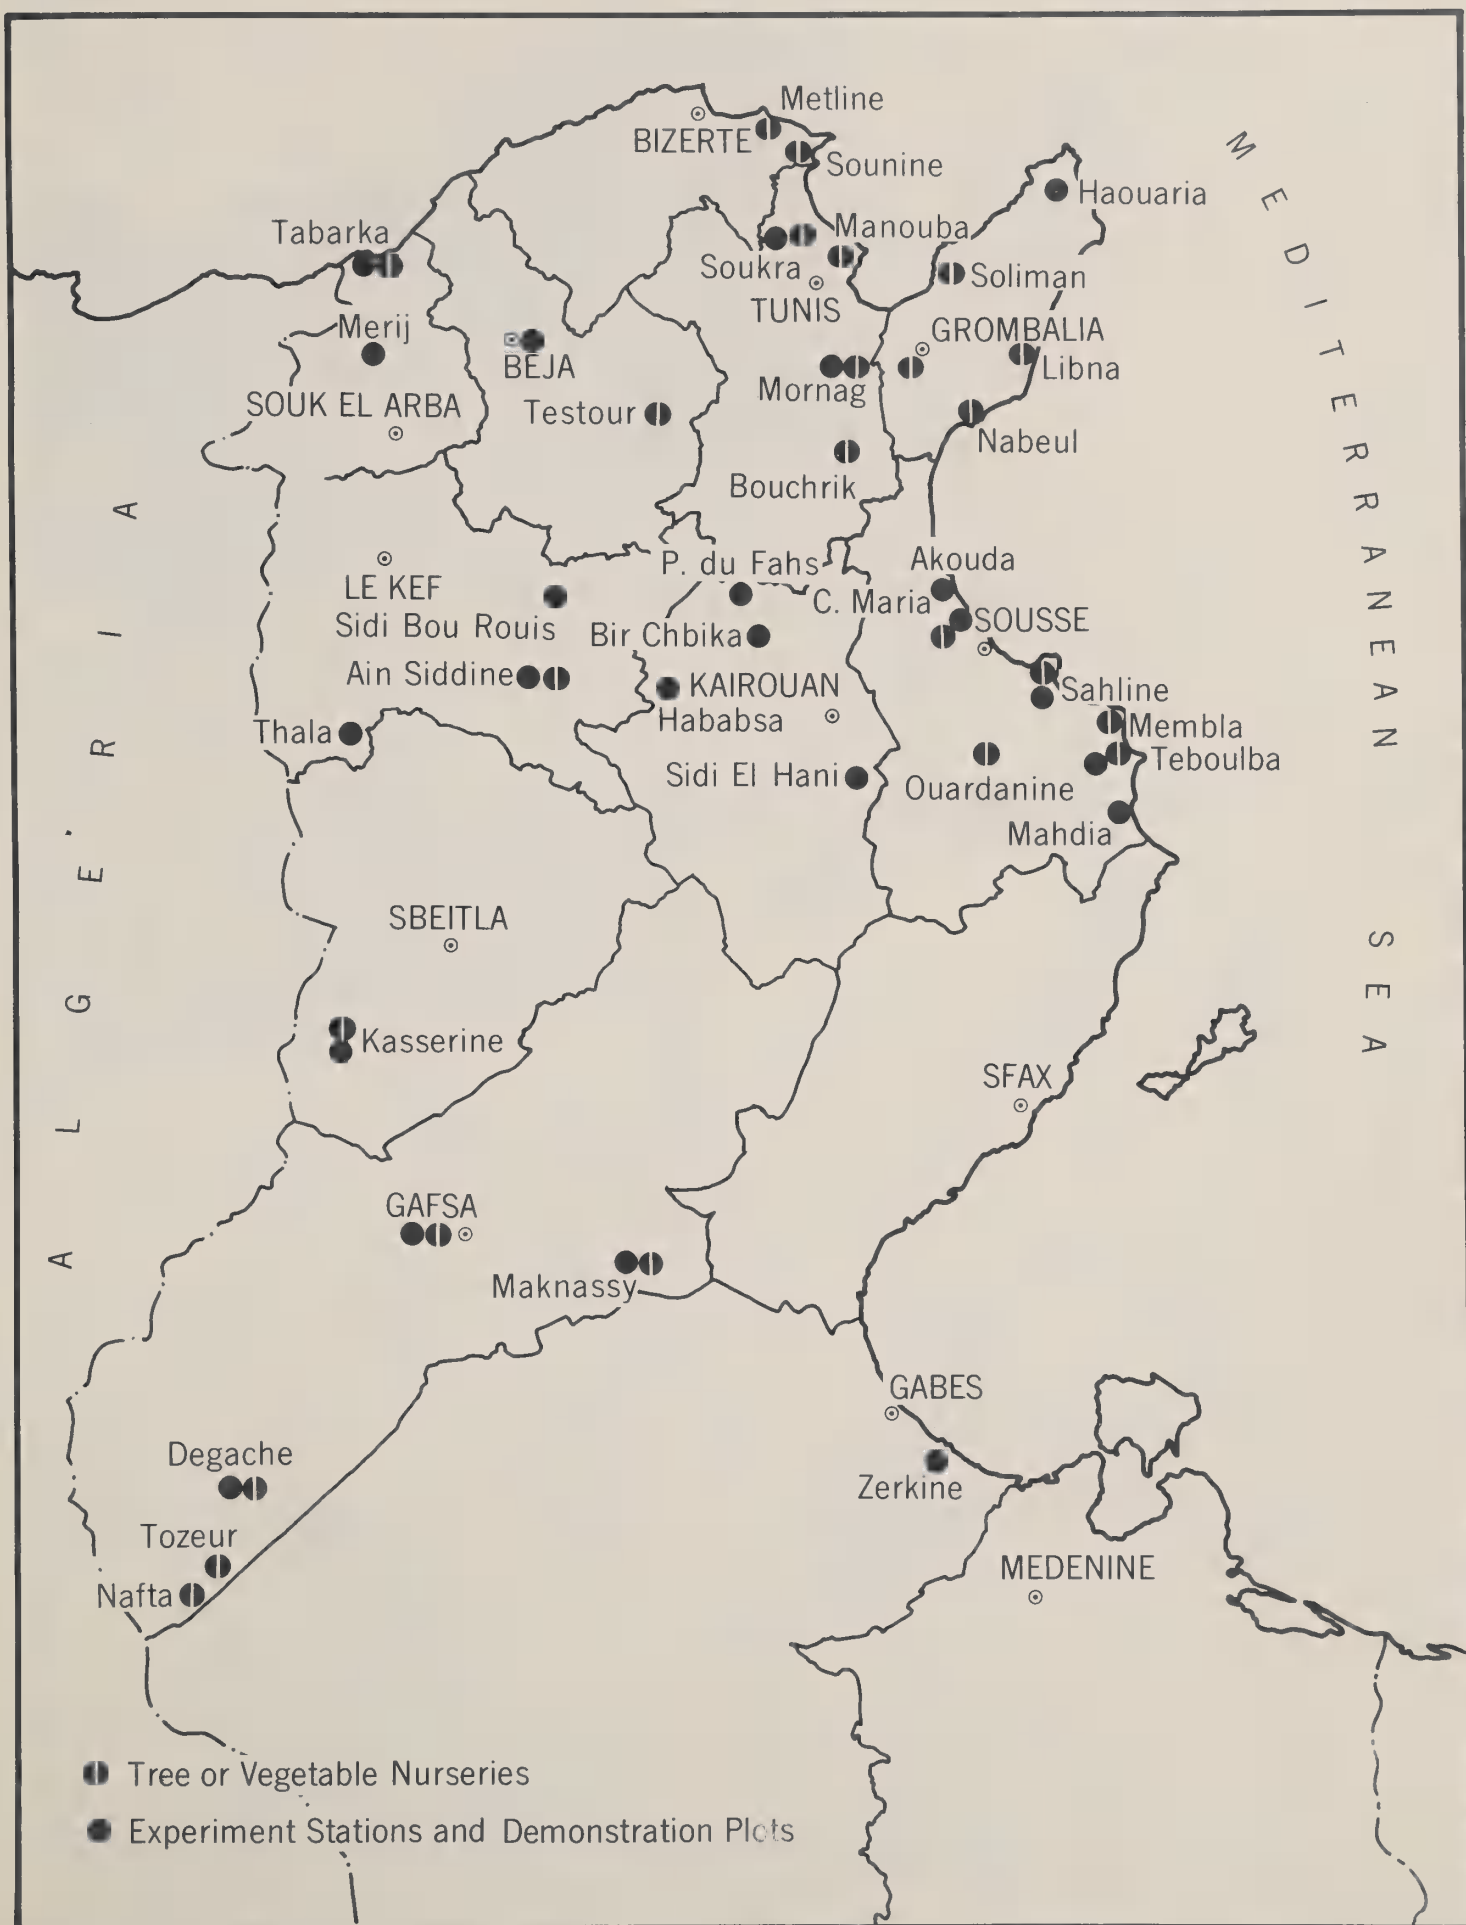 Metline
BIZERTE
Sounine
Haouaria
Tabarka
Manouba
Soukra
Soliman
TUNIS
Merij
GROMBALIA
BEJA
Libna
Mornag
SOUK EL ARBA
Testour
Nabeul
Bouchrik
P. du Fahs
Akouda
LE KEF
C. Maria
SOUSSE
Sidi Bou Rouis
Bir Chbika
Ain Siddine
KAIROUAN
Sahline
Hababsa
Membla
Thala
Teboulba
Sidi El Hani
Ouardanine
Mahdia
SBEITLA
Kasserine
SFAX
GAFSA
Maknassy
GABES
Degache
Zerkine
Tozeur
MEDENINE
Nafta
ALGE'RIA
MEDITERRANEAN SEA
Tree or Vegetable Nurseries
Experiment Stations and Demonstration Plots